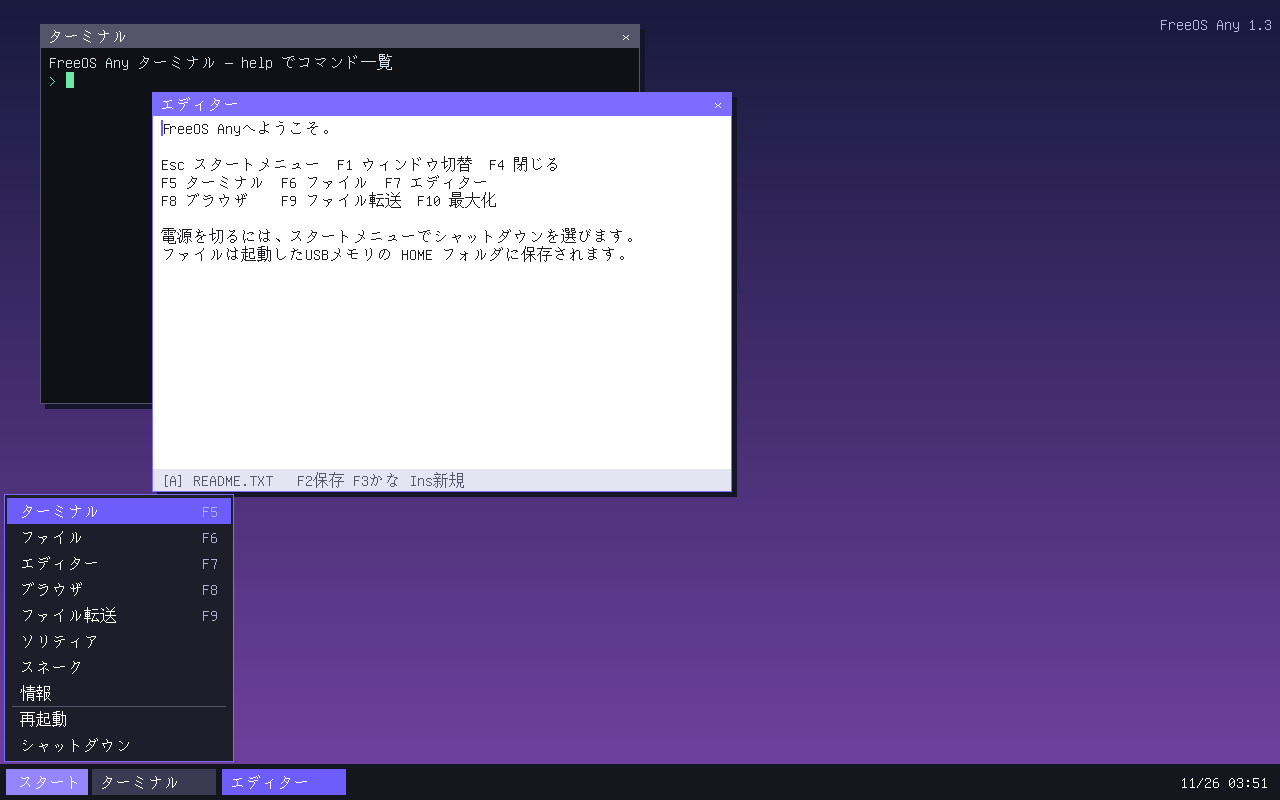 FreeOS Any 1.3
ターミナル ×
FreeOS Any ターミナル — help でコマンド一覧
>
エディター ×
FreeOS Anyへようこそ。
Esc スタートメニュー F1 ウィンドウ切替 F4 閉じる
F5 ターミナル F6 ファイル F7 エディター
F8 ブラウザ F9 ファイル転送 F10 最大化
電源を切るには、スタートメニューでシャットダウンを選びます。
ファイルは起動したUSBメモリの HOME フォルダに保存されます。
[A] README.TXT F2保存 F3かな Ins新規
ターミナル F5
ファイル F6
エディター F7
ブラウザ F8
ファイル転送 F9
ソリティア
スネーク
情報
再起動
シャットダウン
スタート ターミナル エディター 11/26 03:51